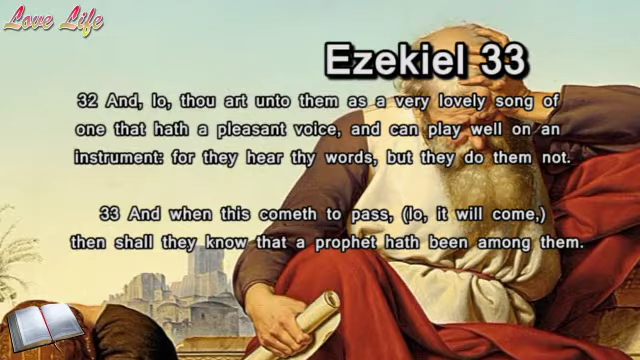 Love Life
Ezekiel 33
32 And, lo, thou art unto them as a very lovely song of
one that hath a pleasant voice, and can play well on an
instrument: for they hear thy words, but they do them not.
33 And when this cometh to pass, (lo, it will come,)
then shall they know that a prophet hath been among them.